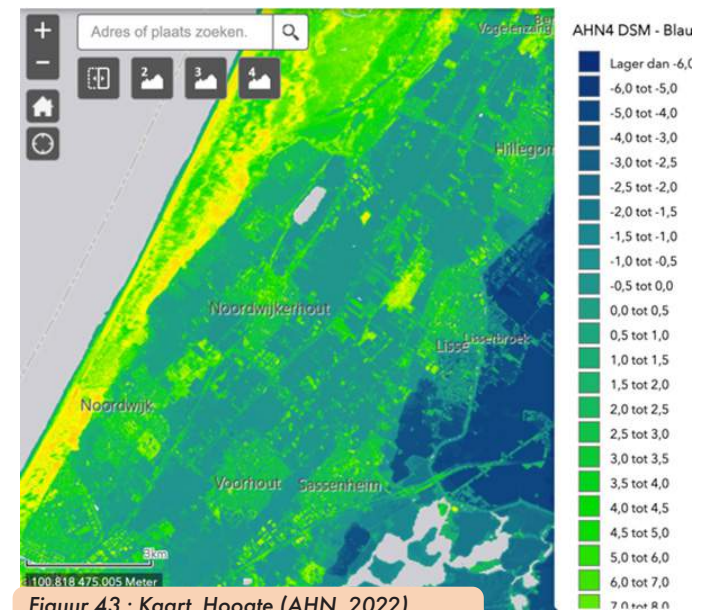 +
Adres of plaats zoeken.
−
2
3
4
Vogelenzang
Be
Hillegom
Noordwijkerhout
Lisse
Lisserbroek
Noordwijk
Voorhout
Sassenheim
3km
100.818 475.005 Meter
Figuur 43 : Kaart, Hoogte (AHN, 2022)
AHN4 DSM - Blau
Lager dan -6,0
-6,0 tot -5,0
-5,0 tot -4,0
-4,0 tot -3,0
-3,0 tot -2,5
-2,5 tot -2,0
-2,0 tot -1,5
-1,5 tot -1,0
-1,0 tot -0,5
-0,5 tot 0,0
0,0 tot 0,5
0,5 tot 1,0
1,0 tot 1,5
1,5 tot 2,0
2,0 tot 2,5
2,5 tot 3,0
3,0 tot 3,5
3,5 tot 4,0
4,0 tot 4,5
4,5 tot 5,0
5,0 tot 6,0
6,0 tot 7,0
7,0 tot 8,0